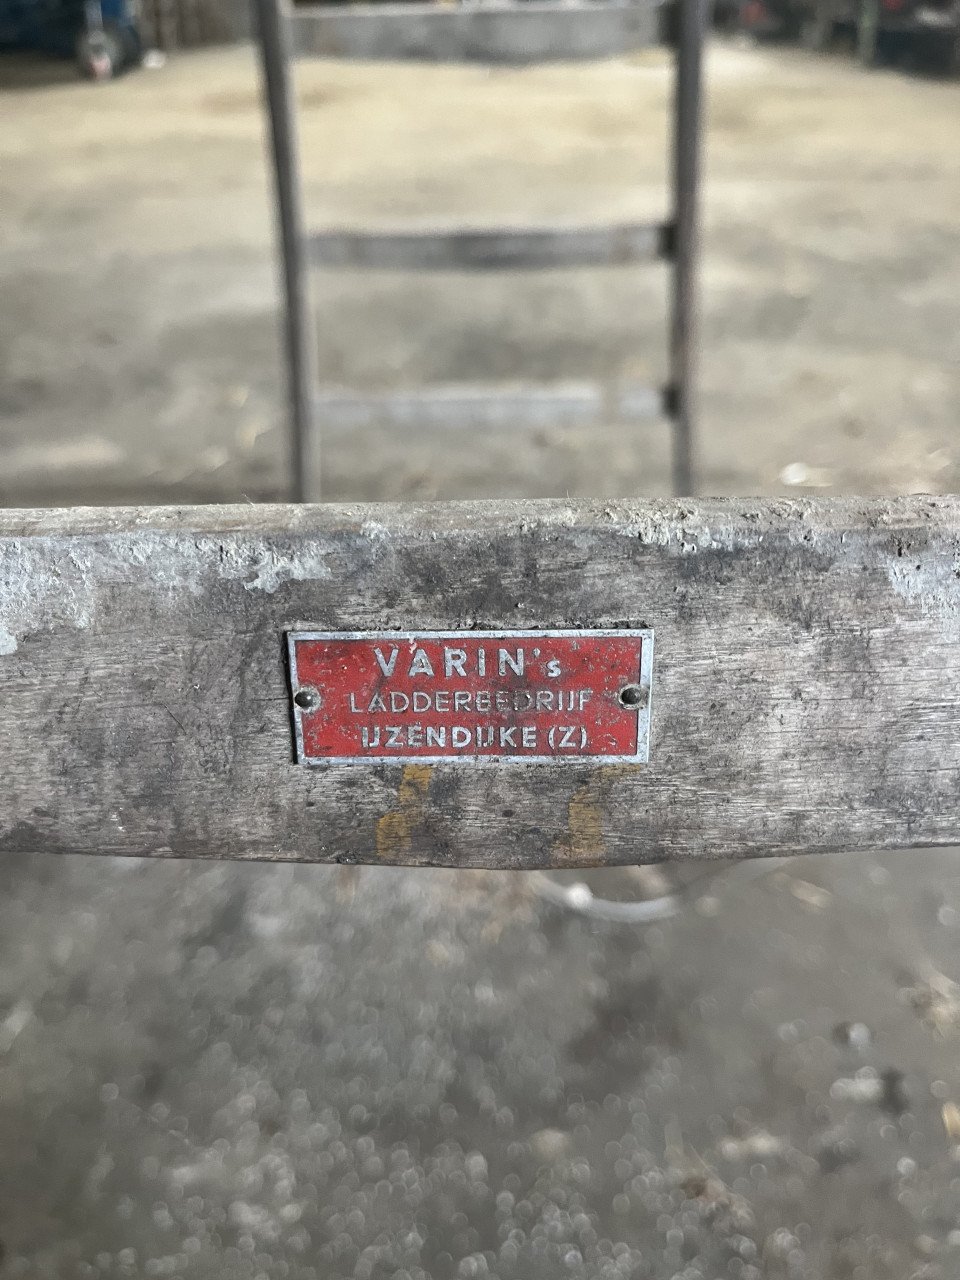 VARIN's
LADDERBEDRIJF
IJZENDIJKE (Z)